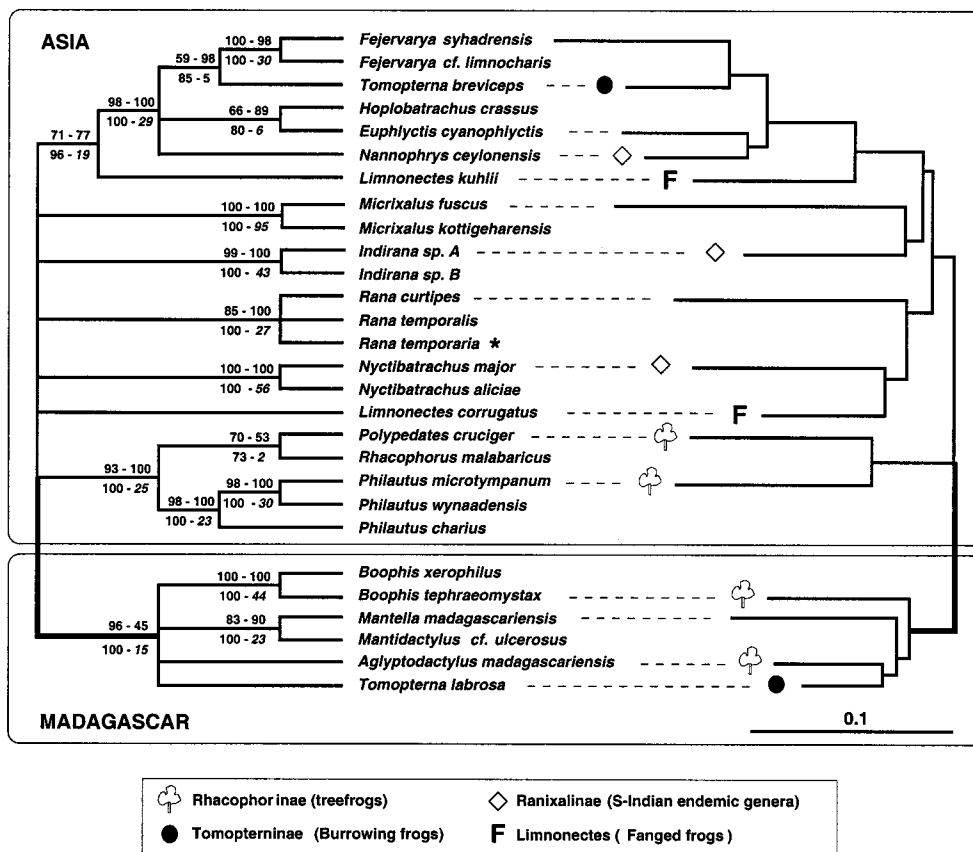 ASIA
100 - 98
Fejervarya syhadrensis
59 - 98
100 - 30
Fejervarya cf. limnocharis
85 - 5
Tomopterna breviceps
98 - 100
66 - 89
Hoplobatrachus crassus
100 - 29
80 - 6
Euphlyctis cyanophlyctis
71 - 77
Nannophrys ceylonensis
96 - 19
Limnonectes kuhlii
F
100 - 100
Micrixalus fuscus
100 - 95
Micrixalus kottigeharensis
99 - 100
Indirana sp. A
100 - 43
Indirana sp. B
85 - 100
Rana curtipes
Rana temporalis
100 - 27
Rana temporaria *
100 - 100
Nyctibatrachus major
100 - 56
Nyctibatrachus aliciae
Limnonectes corrugatus
F
70 - 53
Polypedates cruciger
73 - 2
Rhacophorus malabaricus
93 - 100
100 - 25
98 - 100
Philautus microtympanum
98 - 100
100 - 30
Philautus wynaadensis
100 - 23
Philautus charius
100 - 100
Boophis xerophilus
100 - 44
Boophis tephraeomystax
96 - 45
83 - 90
Mantella madagascariensis
100 - 15
100 - 23
Mantidactylus cf. ulcerosus
Aglyptodactylus madagascariensis
Tomopterna labrosa
MADAGASCAR
0.1
Rhacophorinae (treefrogs)
Ranixalinae (S-Indian endemic genera)
Tomopterninae (Burrowing frogs)
F Limnonectes ( Fanged frogs )